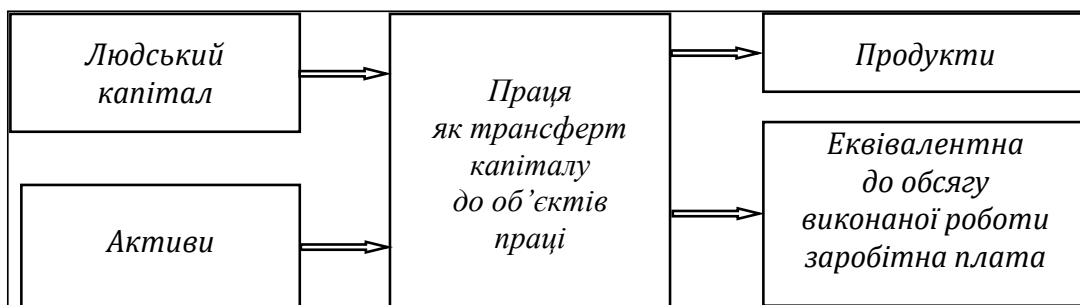 Людський
капітал
Активи
Праця
як трансферт
капіталу
до об’єктів
праці
Продукти
Еквівалентна
до обсягу
виконаної роботи
заробітна плата